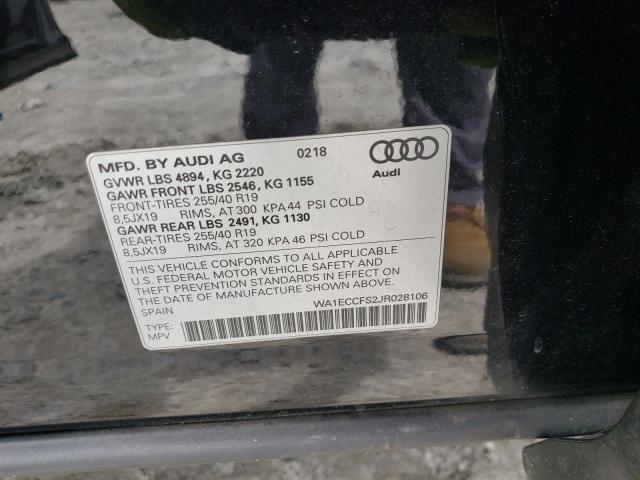 MFD. BY AUDI AG 0218
GVWR LBS 4894, KG 2220
GAWR FRONT LBS 2546, KG 1155
FRONT-TIRES 255/40 R19
8,5JX19 RIMS, AT 300 KPA 44 PSI COLD
GAWR REAR LBS 2491, KG 1130
REAR-TIRES 255/40 R19
8,5JX19 RIMS, AT 320 KPA 46 PSI COLD
Audi
THIS VEHICLE CONFORMS TO ALL APPLICABLE
U.S. FEDERAL MOTOR VEHICLE SAFETY AND
THEFT PREVENTION STANDARDS IN EFFECT ON
THE DATE OF MANUFACTURE SHOWN ABOVE.
SPAIN WA1ECCFS2JR028106
TYPE:
MPV